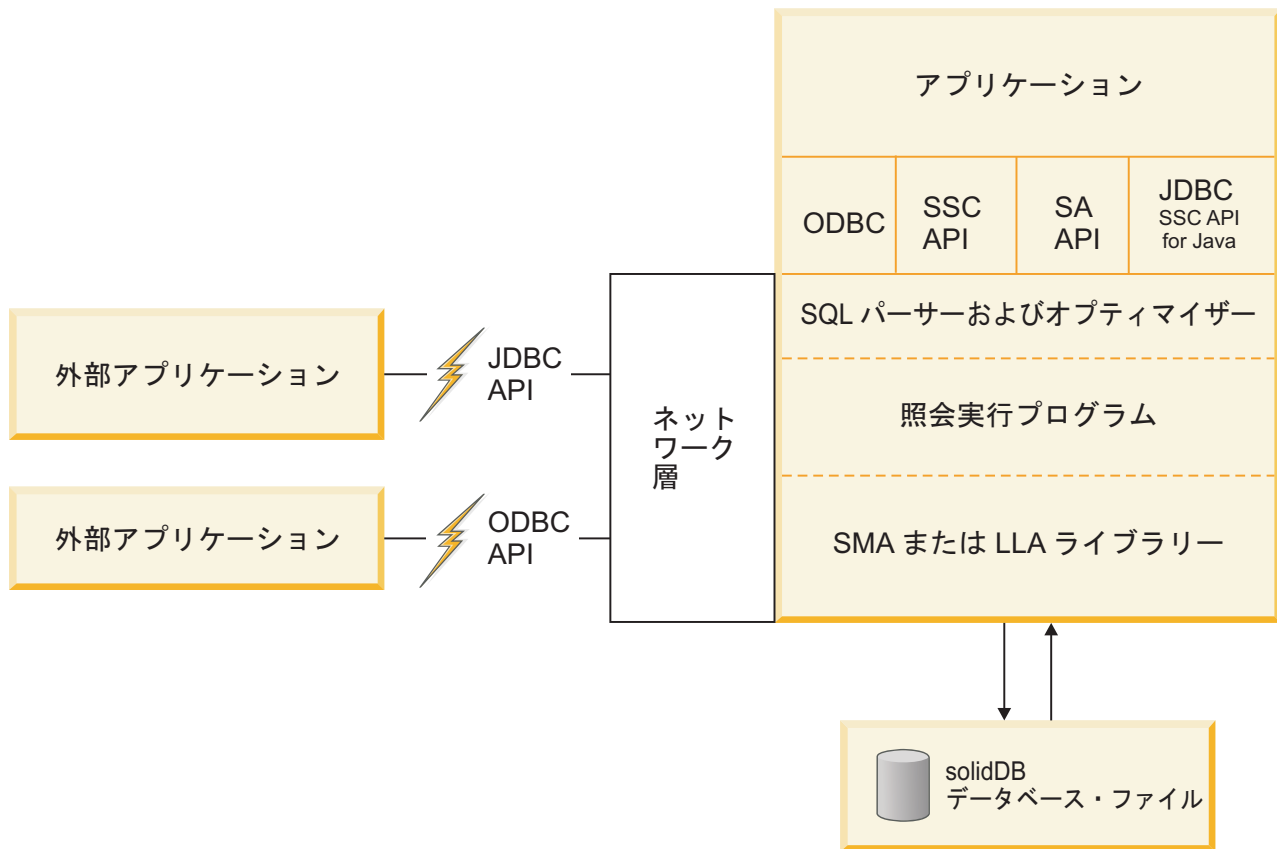 アプリケーション
ODBC
SSC
API
SA
API
JDBC
SSC API
for Java
SQL パーサーおよびオプティマイザー
照会実行プログラム
SMA または LLA ライブラリー
外部アプリケーション
JDBC
API
外部アプリケーション
ODBC
API
ネット
ワーク
層
solidDB
データベース・ファイル